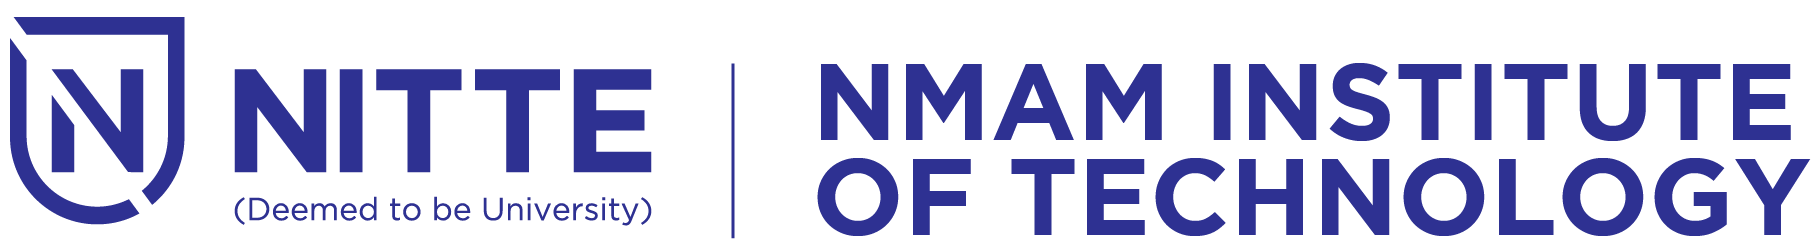 N
NITTE
(Deemed to be University)
NMAM INSTITUTE
OF TECHNOLOGY